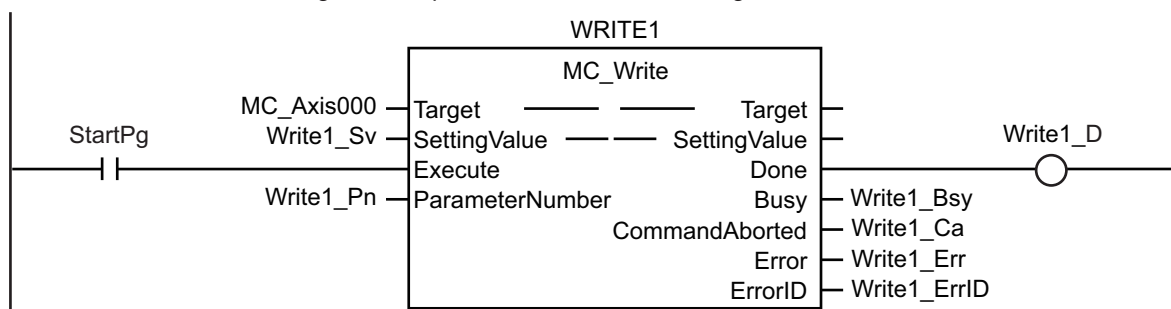 WRITE1
MC_Write
MC_Axis000 Target Target
StartPg Write1_Sv SettingValue SettingValue Write1_D
Execute Done
Write1_Pn ParameterNumber Busy Write1_Bsy
CommandAborted Write1_Ca
Error Write1_Err
ErrorID Write1_ErrID